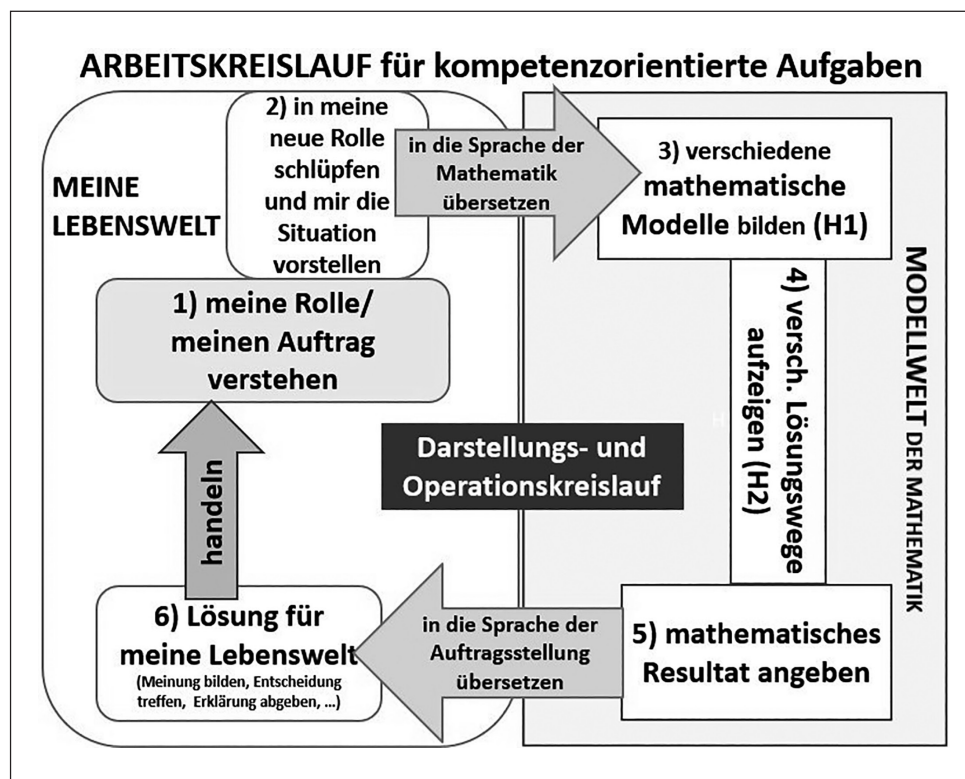 ARBEITSKREISLAUF für kompetenzorientierte Aufgaben
MEINE
LEBENSWELT
2) in meine
neue Rolle
schlüpfen
und mir die
Situation
vorstellen
1) meine Rolle/
meinen Auftrag
verstehen
in die Sprache der
Mathematik
übersetzen
3) verschiedene
mathematische
Modelle bilden (H1)
4) versch. Lösungswege
aufzeigen (H2)
MODELLWELT DER MATHEMATIK
H
Darstellungs- und
Operationskreislauf
5) mathematisches
Resultat angeben
in die Sprache der
Auftragsstellung
übersetzen
6) Lösung für
meine Lebenswelt
(Meinung bilden, Entscheidung
treffen, Erklärung abgeben, ...)
handeln